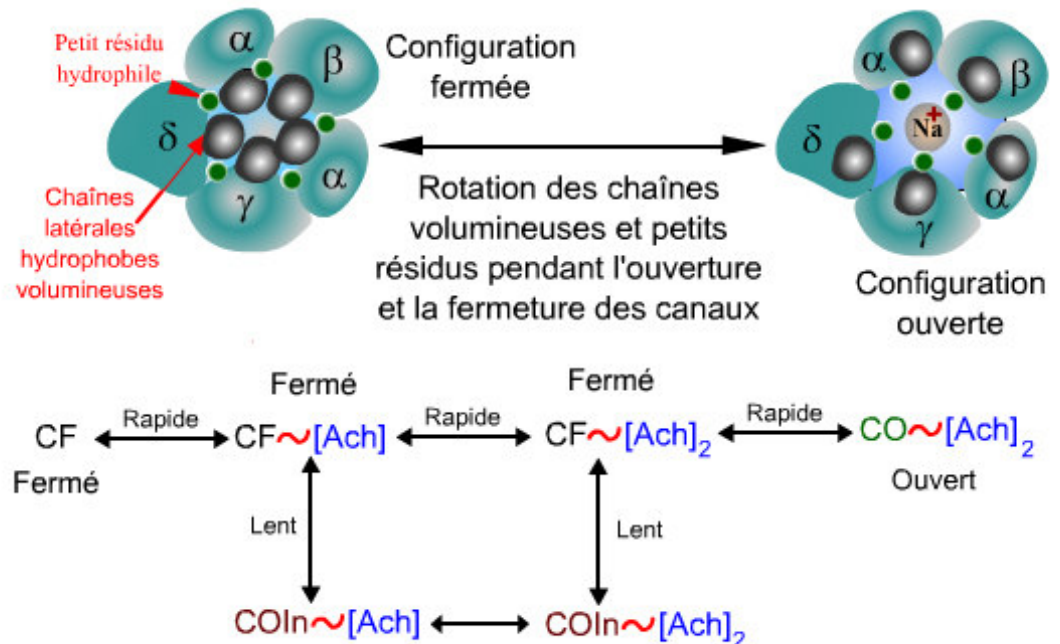 Petit résidu
hydrophile
α
β
δ
α
γ
Chaînes
latérales
hydrophobes
volumineuses
Configuration
fermée
Rotation des chaînes
volumineuses et petits
résidus pendant l'ouverture
et la fermeture des canaux
α
β
δ
Na+
α
γ
Configuration
ouverte
Fermé
Fermé
CF Rapide CF~[Ach] Rapide CF~[Ach]2 Rapide CO~[Ach]2
Fermé
Ouvert
Lent
Lent
COIn~[Ach] COIn~[Ach]2